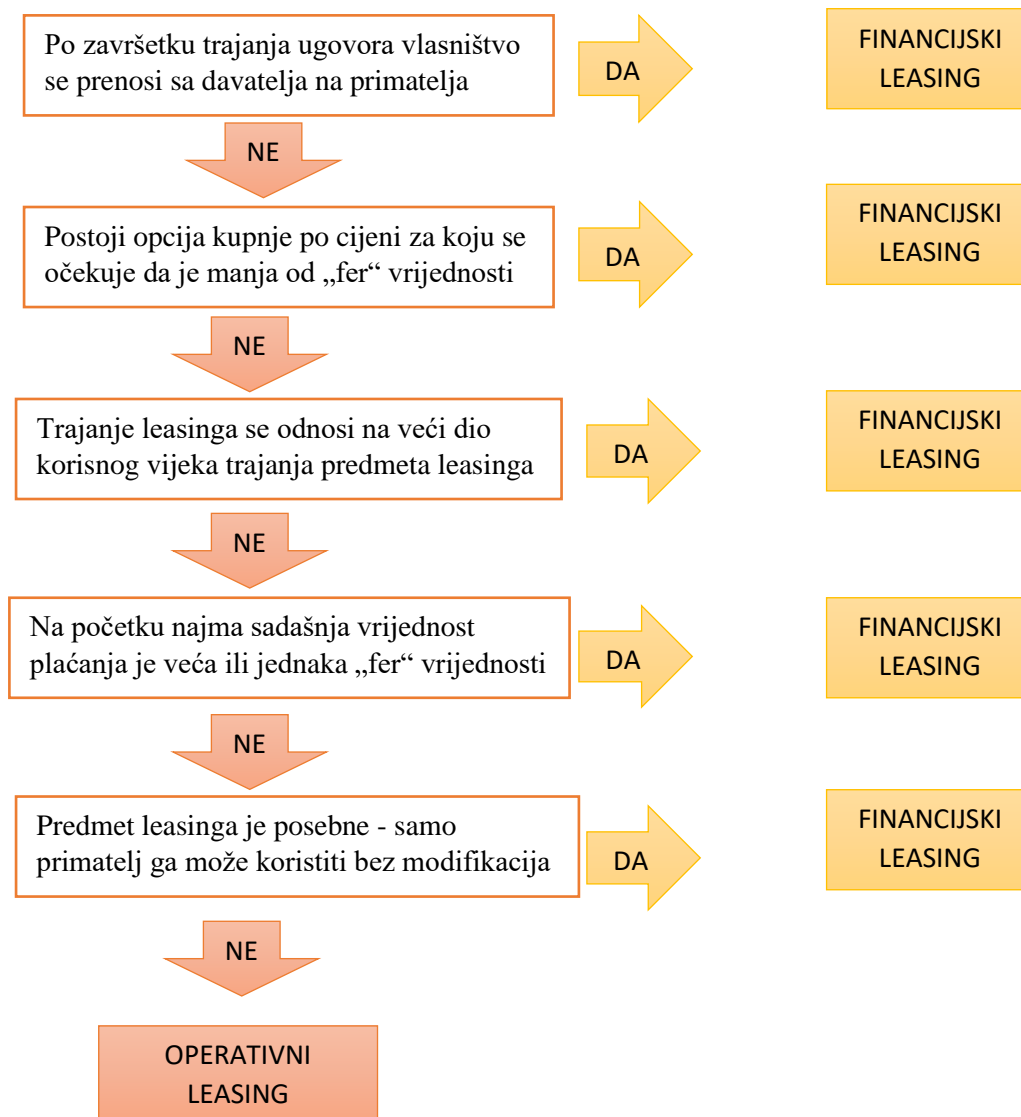 Po završetku trajanja ugovora vlasništvo
se prenosi sa davatelja na primatelja
DA
FINANCIJSKI
LEASING
NE
Postoji opcija kupnje po cijeni za koju se
očekuje da je manja od „fer“ vrijednosti
DA
FINANCIJSKI
LEASING
NE
Trajanje leasinga se odnosi na veći dio
korisnog vijeka trajanja predmeta leasinga
DA
FINANCIJSKI
LEASING
NE
Na početku najma sadašnja vrijednost
plaćanja je veća ili jednaka „fer“ vrijednosti
DA
FINANCIJSKI
LEASING
NE
Predmet leasinga je posebne - samo
primatelj ga može koristiti bez modifikacija
DA
FINANCIJSKI
LEASING
NE
OPERATIVNI
LEASING